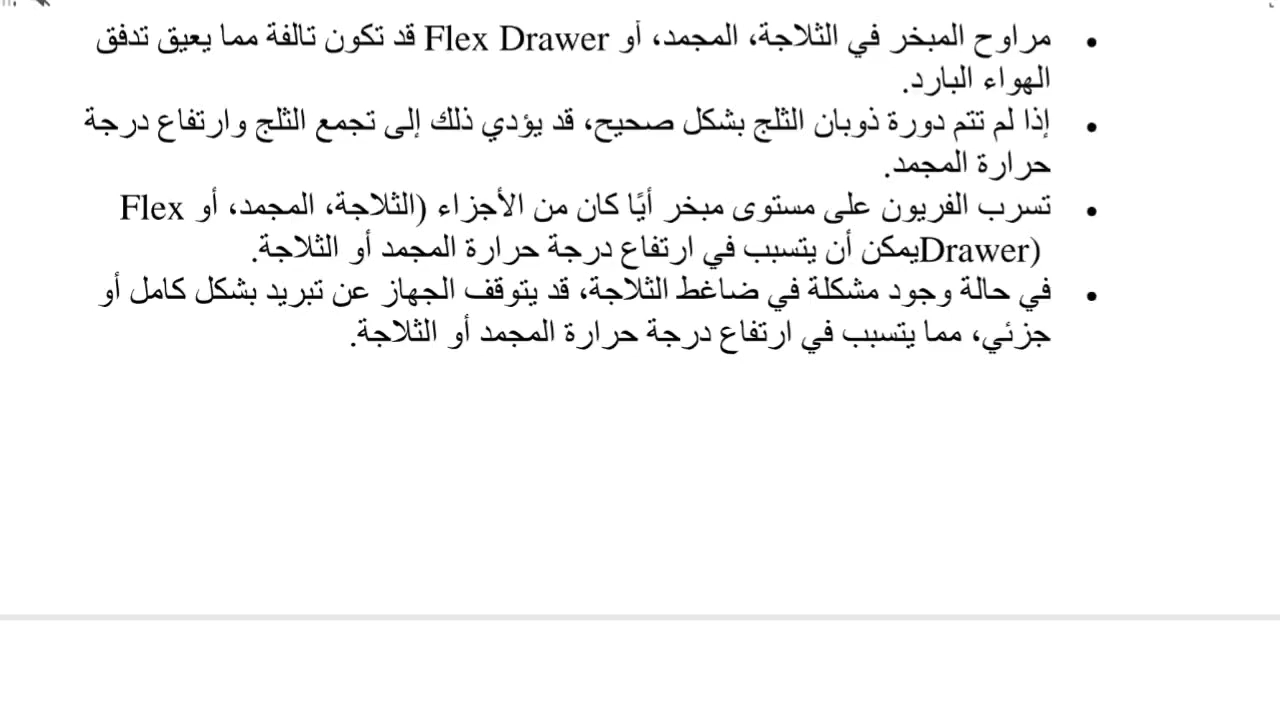 • مراوح المبخر في الثلاجة، المجمد، أو Flex Drawer قد تكون تالفة مما يعيق تدفق
الهواء البارد.
• إذا لم تتم دورة ذوبان الثلج بشكل صحيح، قد يؤدي ذلك إلى تجمع الثلج وارتفاع درجة
حرارة المجمد.
• تسرب الفريون على مستوى مبخر أيًا كان من الأجزاء (الثلاجة، المجمد، أو Flex
Drawer)يمكن أن يتسبب في ارتفاع درجة حرارة المجمد أو الثلاجة.
• في حالة وجود مشكلة في ضاغط الثلاجة، قد يتوقف الجهاز عن تبريد بشكل كامل أو
جزئي، مما يتسبب في ارتفاع درجة حرارة المجمد أو الثلاجة.